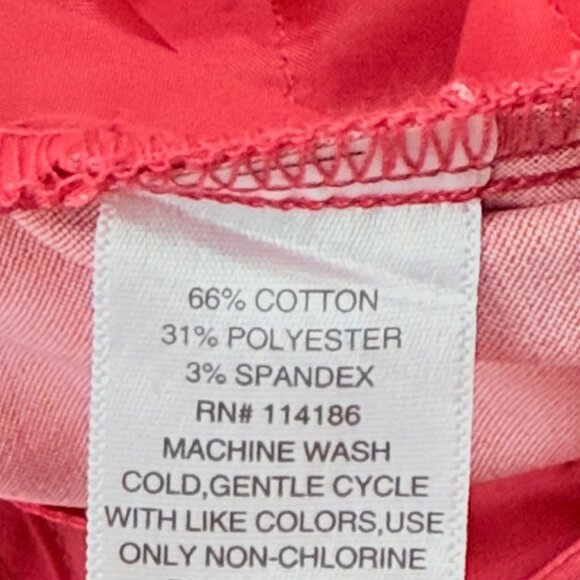 66% COTTON
31% POLYESTER
3% SPANDEX
RN# 114186
MACHINE WASH
COLD,GENTLE CYCLE
WITH LIKE COLORS,USE
ONLY NON-CHLORINE